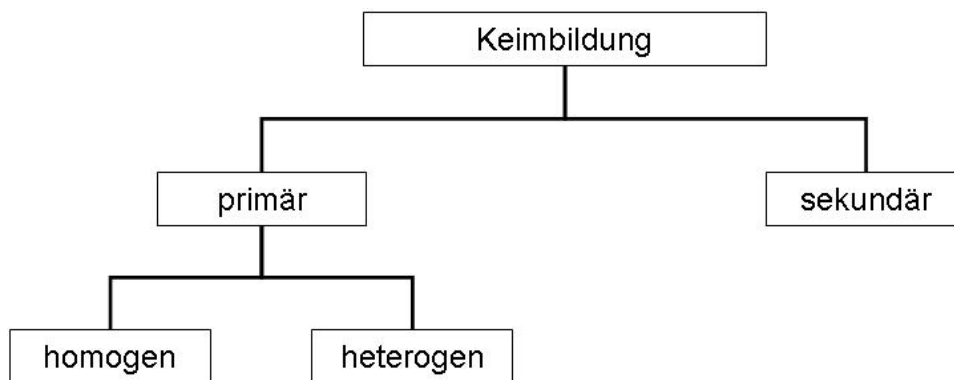 Keimbildung
primär
sekundär
homogen
heterogen